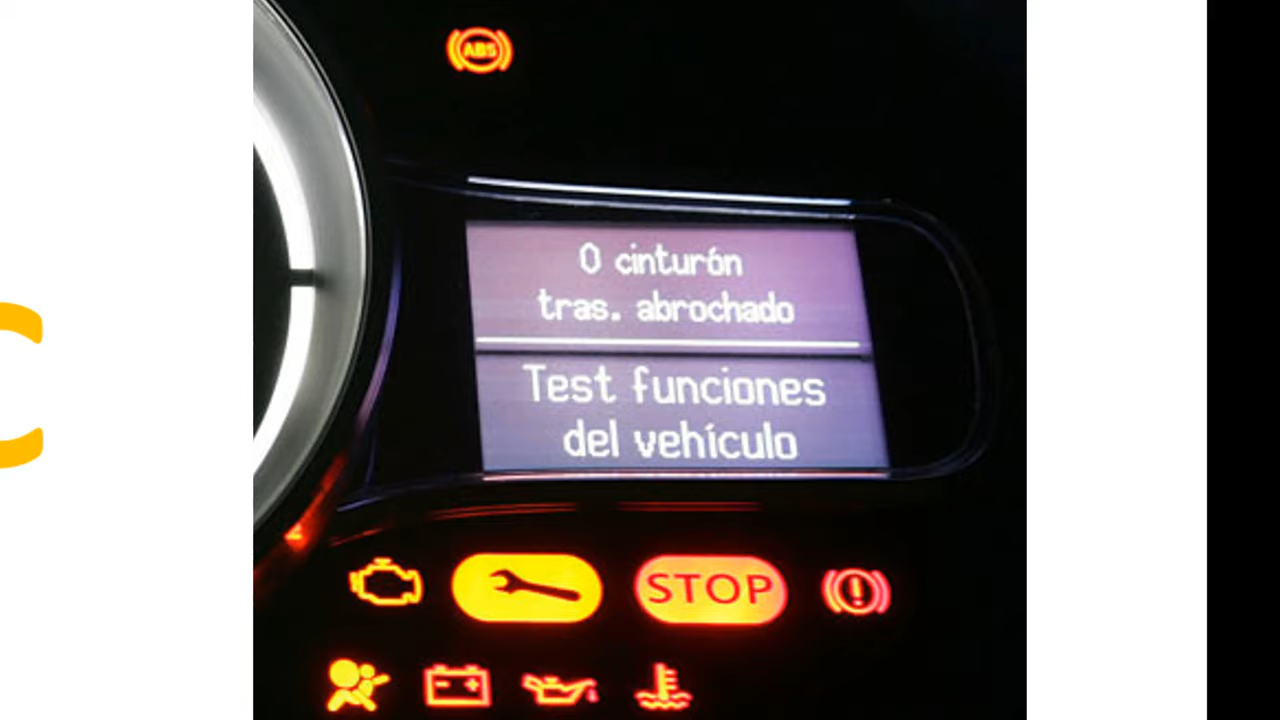 ABS
0 cinturón
tras. abrochado
Test funciones
del vehículo
STOP